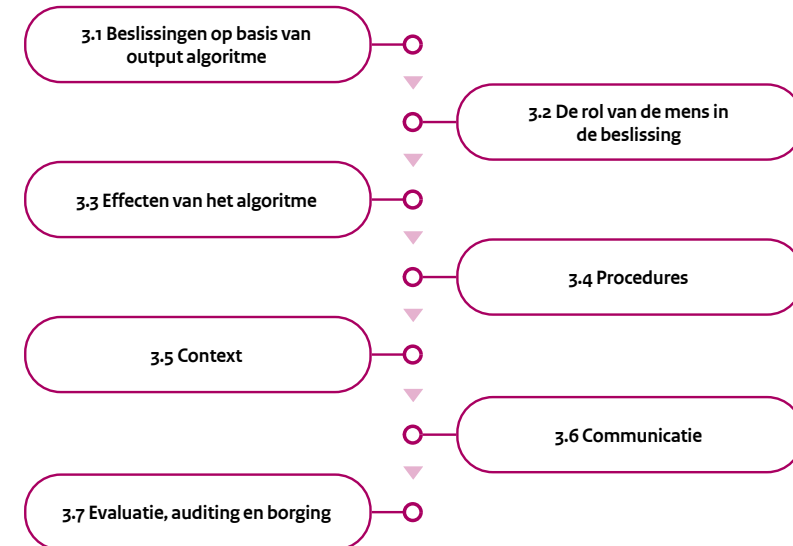 3.1 Beslissingen op basis van
output algoritme
3.2 De rol van de mens in
de beslissing
3.3 Effecten van het algoritme
3.4 Procedures
3.5 Context
3.6 Communicatie
3.7 Evaluatie, auditing en borging